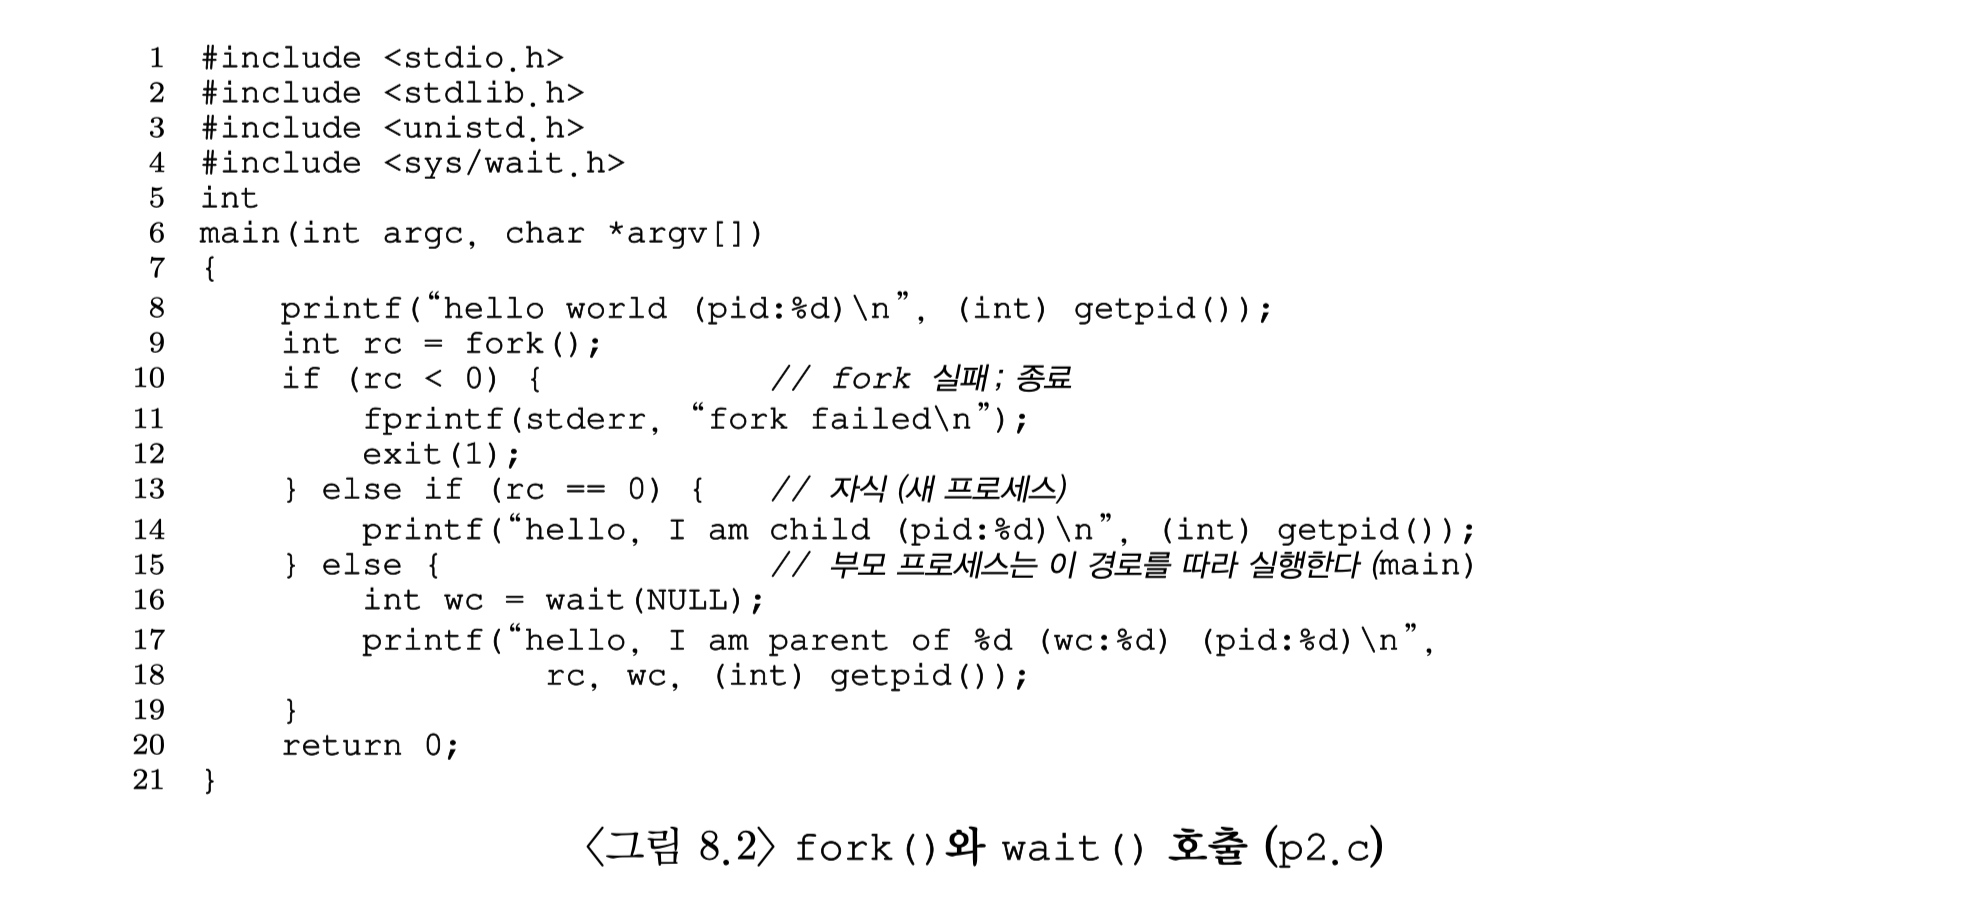 1 #include <stdio.h>
2 #include <stdlib.h>
3 #include <unistd.h>
4 #include <sys/wait.h>
5 int
6 main(int argc, char *argv[])
7 {
8     printf(“hello world (pid:%d)\n”, (int) getpid());
9     int rc = fork();
10     if (rc < 0) {            // fork 실패; 종료
11         fprintf(stderr, “fork failed\n”);
12         exit(1);
13     } else if (rc == 0) {    // 자식 (새 프로세스)
14         printf(“hello, I am child (pid:%d)\n”, (int) getpid());
15     } else {                 // 부모 프로세스는 이 경로를 따라 실행한다 (main)
16         int wc = wait(NULL);
17         printf(“hello, I am parent of %d (wc:%d) (pid:%d)\n”,
18                  rc, wc, (int) getpid());
19     }
20     return 0;
21 }
〈그림 8.2〉 fork()와 wait() 호출 (p2.c)